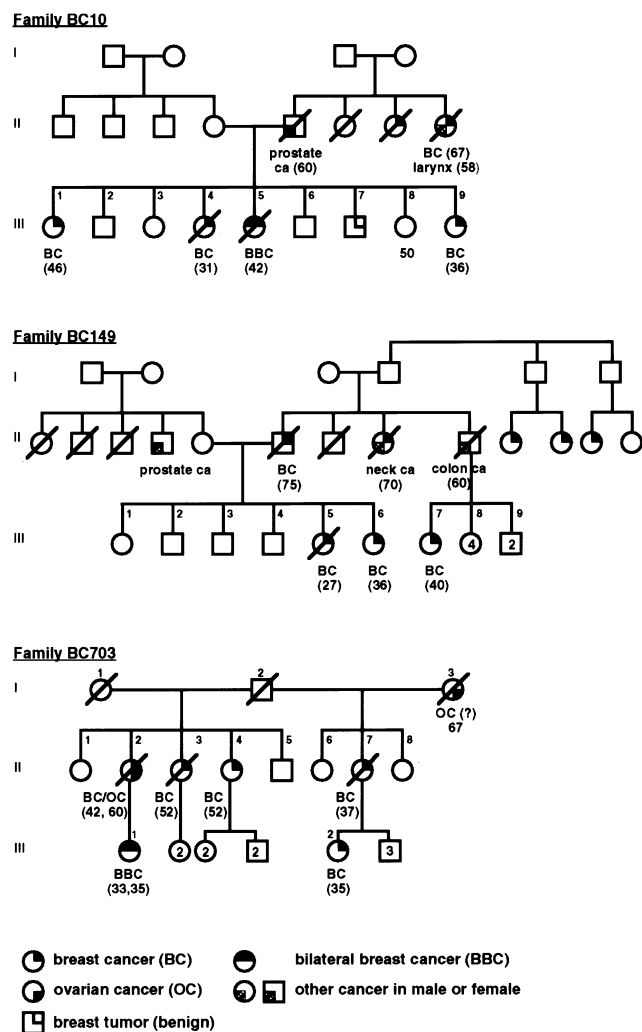 Family BC10
I
II
prostate
ca (60)
BC (67)
larynx (58)
1 2 3 4 5 6 7 8 9
III
BC
(46)
BC
(31)
BBC
(42)
50
BC
(36)
Family BC149
I
II
prostate ca
BC
(75)
neck ca
(70)
colon ca
(60)
1 2 3 4 5 6 7 8 9
III
4 2
BC
(27)
BC
(36)
BC
(40)
Family BC703
1 2 3
I
OC (?)
67
1 2 3 4 5 6 7 8
II
BC/OC
(42, 60)
BC
(52)
BC
(52)
BC
(37)
1 2
III
2 2 2 3
BBC
(33,35)
BC
(35)
breast cancer (BC) bilateral breast cancer (BBC)
ovarian cancer (OC) other cancer in male or female
breast tumor (benign)